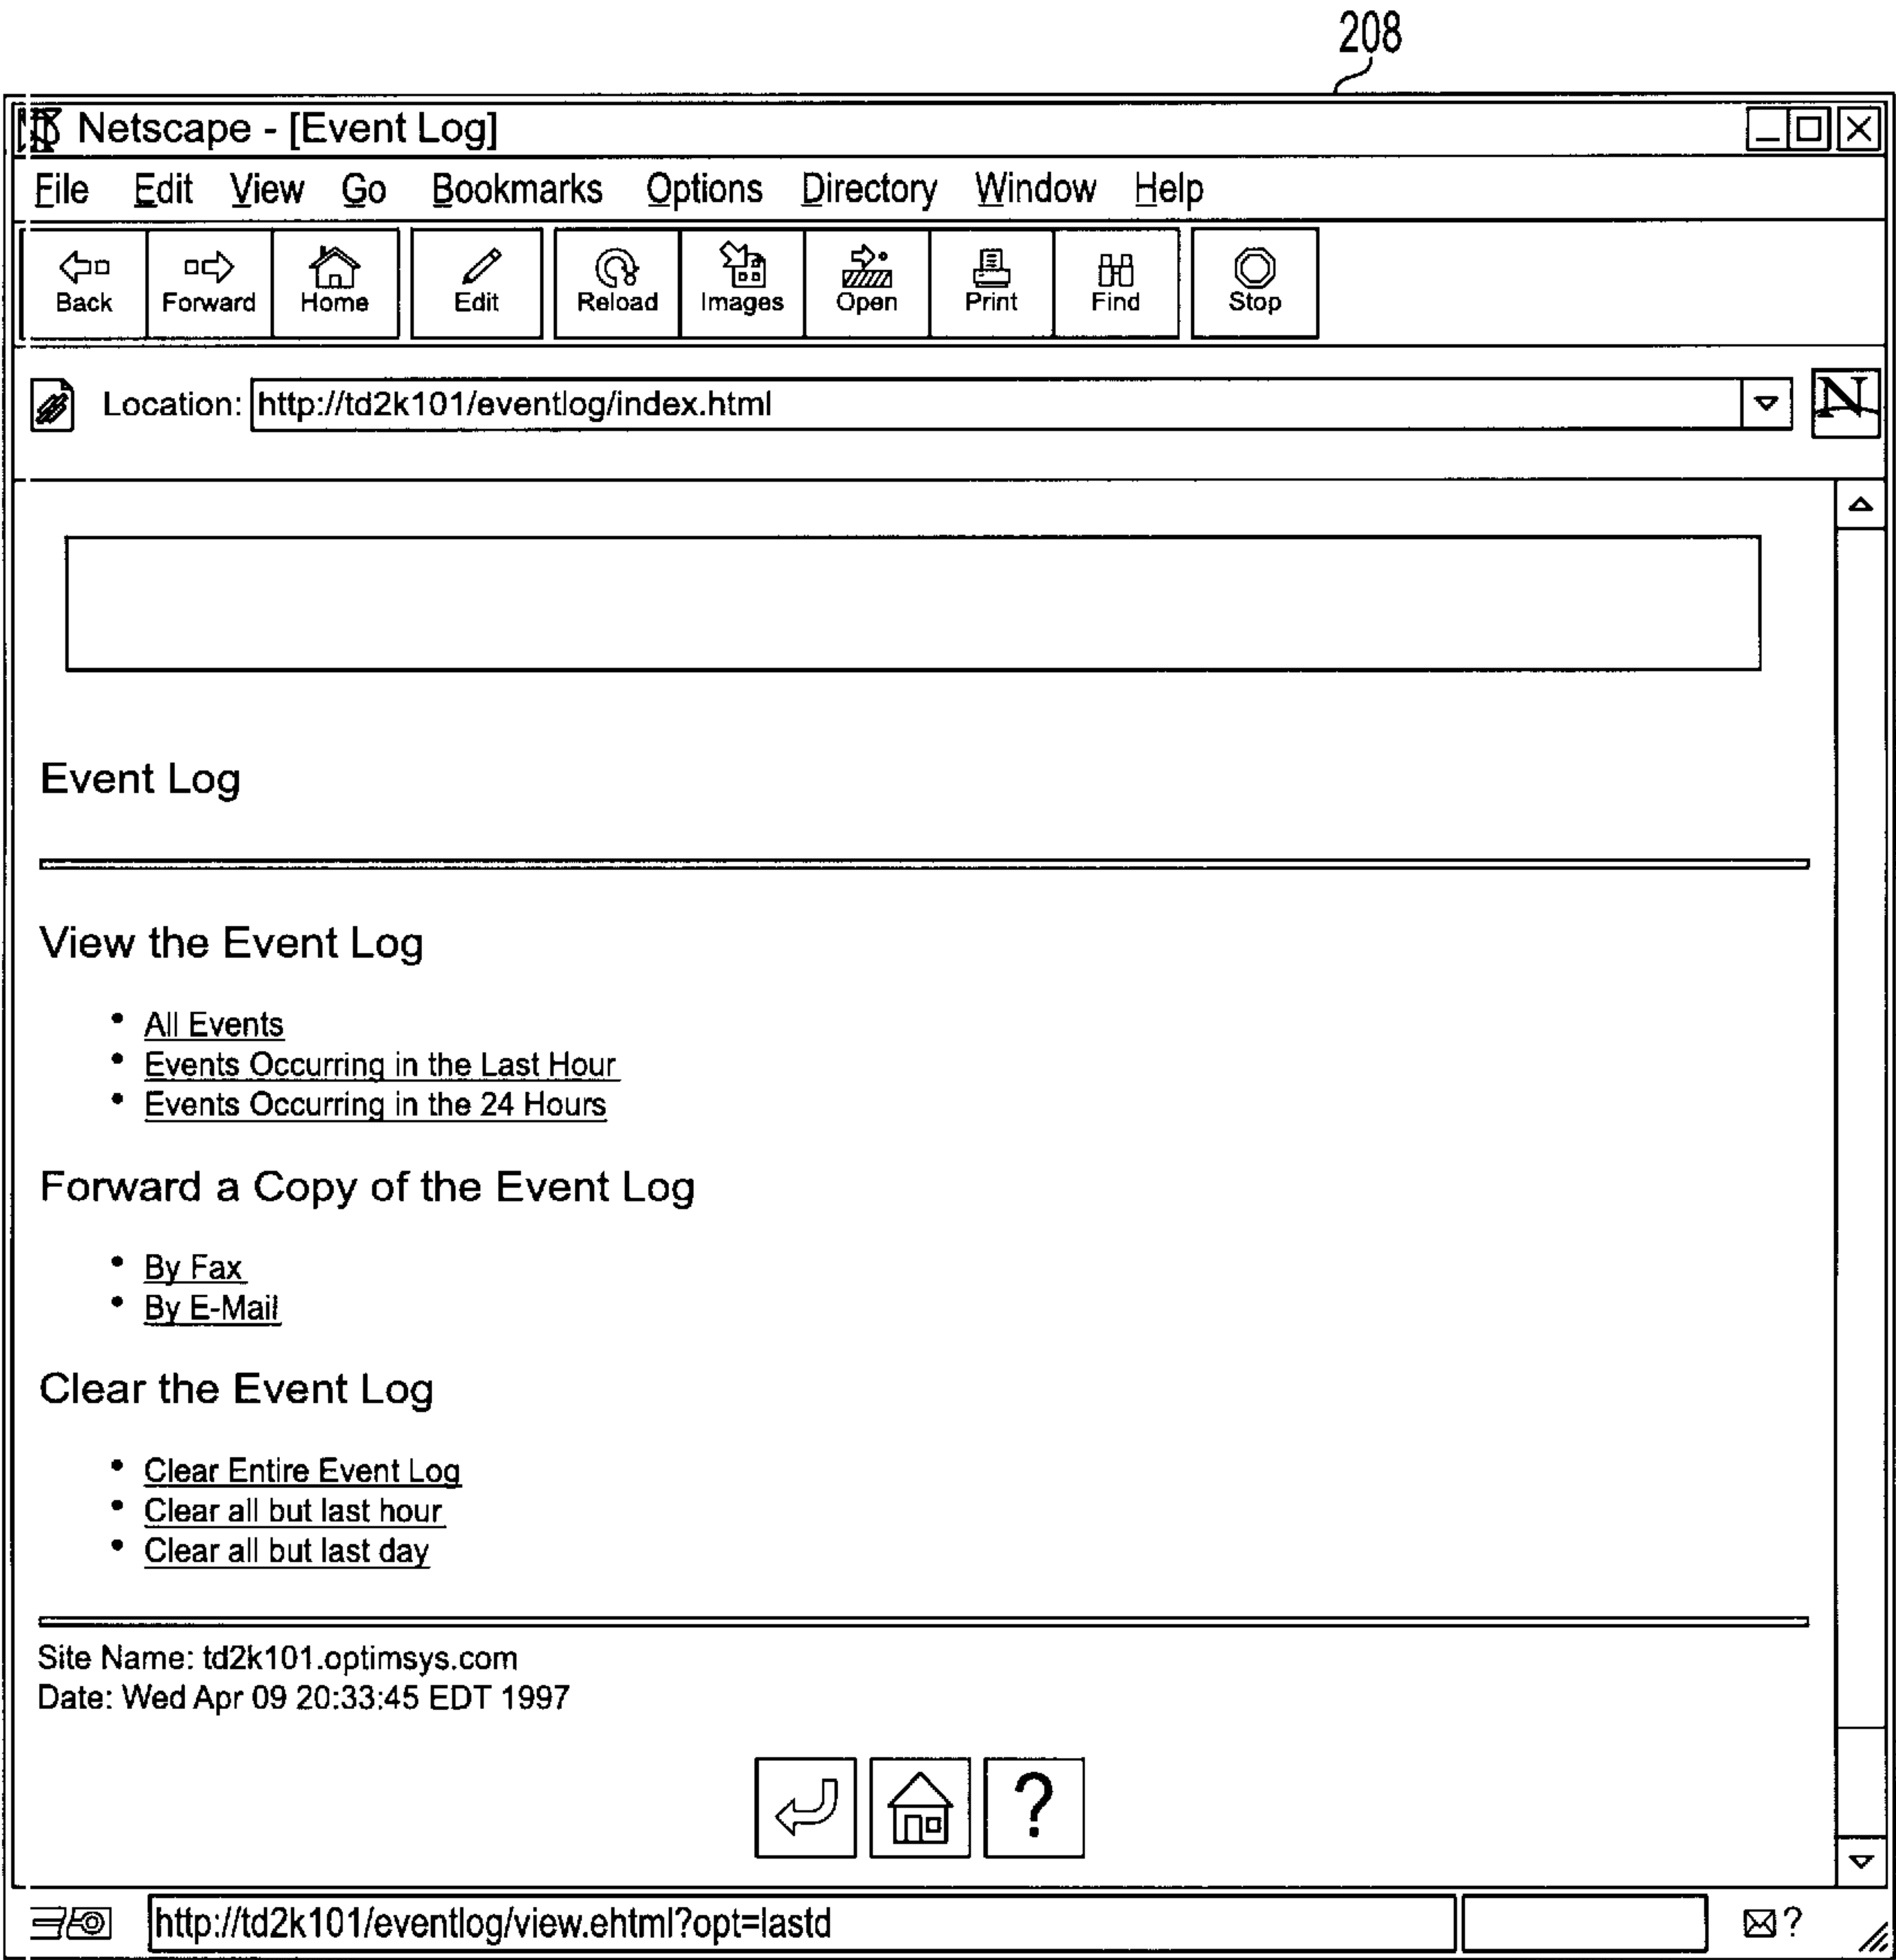 208
Netscape - [Event Log]
File Edit View Go Bookmarks Options Directory Window Help
Back Forward Home Edit Reload Images Open Print Find Stop
Location: http://td2k101/eventlog/index.html
N
Event Log
View the Event Log
• All Events
• Events Occurring in the Last Hour
• Events Occurring in the 24 Hours
Forward a Copy of the Event Log
• By Fax
• By E-Mail
Clear the Event Log
• Clear Entire Event Log
• Clear all but last hour
• Clear all but last day
Site Name: td2k101.optimsys.com
Date: Wed Apr 09 20:33:45 EDT 1997
?
http://td2k101/eventlog/view.ehtml?opt=lastd ?